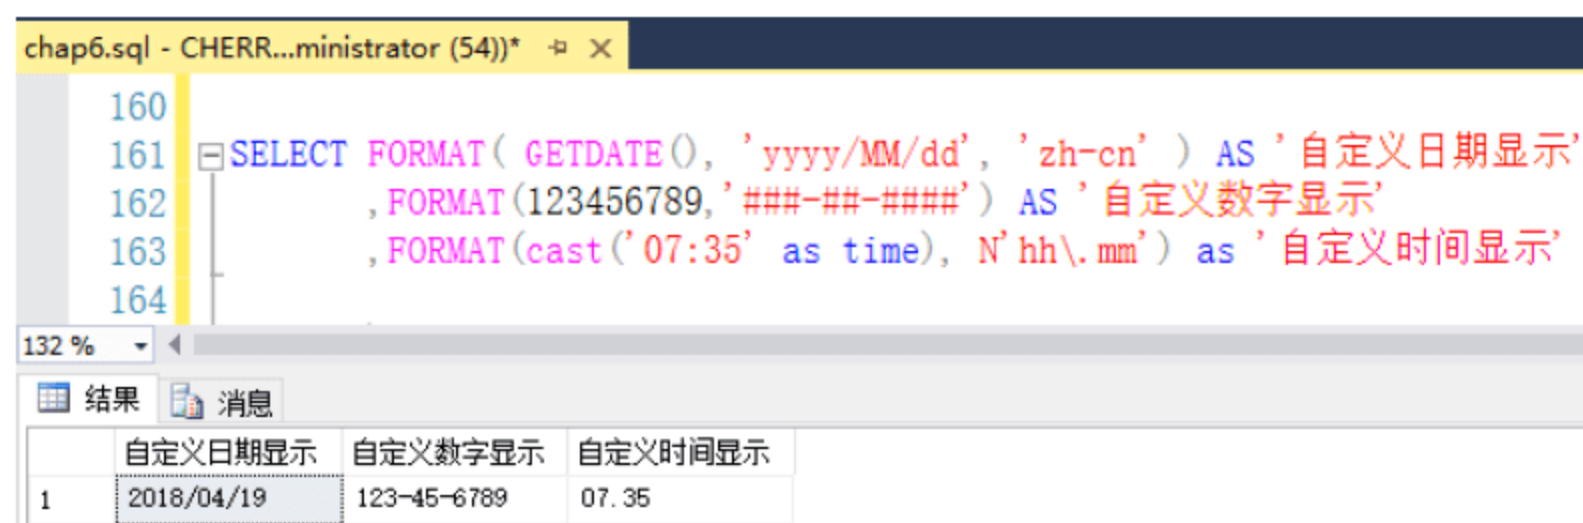 chap6.sql - CHERR...ministrator (54))*
160
161 SELECT FORMAT( GETDATE(), 'yyyy/MM/dd', 'zh-cn' ) AS '自定义日期显示'
162 ,FORMAT(123456789,'###-##-####') AS '自定义数字显示'
163 ,FORMAT(cast('07:35' as time), N'hh\.mm') as '自定义时间显示'
164
132 %
结果 消息
自定义日期显示 自定义数字显示 自定义时间显示
1 2018/04/19 123-45-6789 07.35